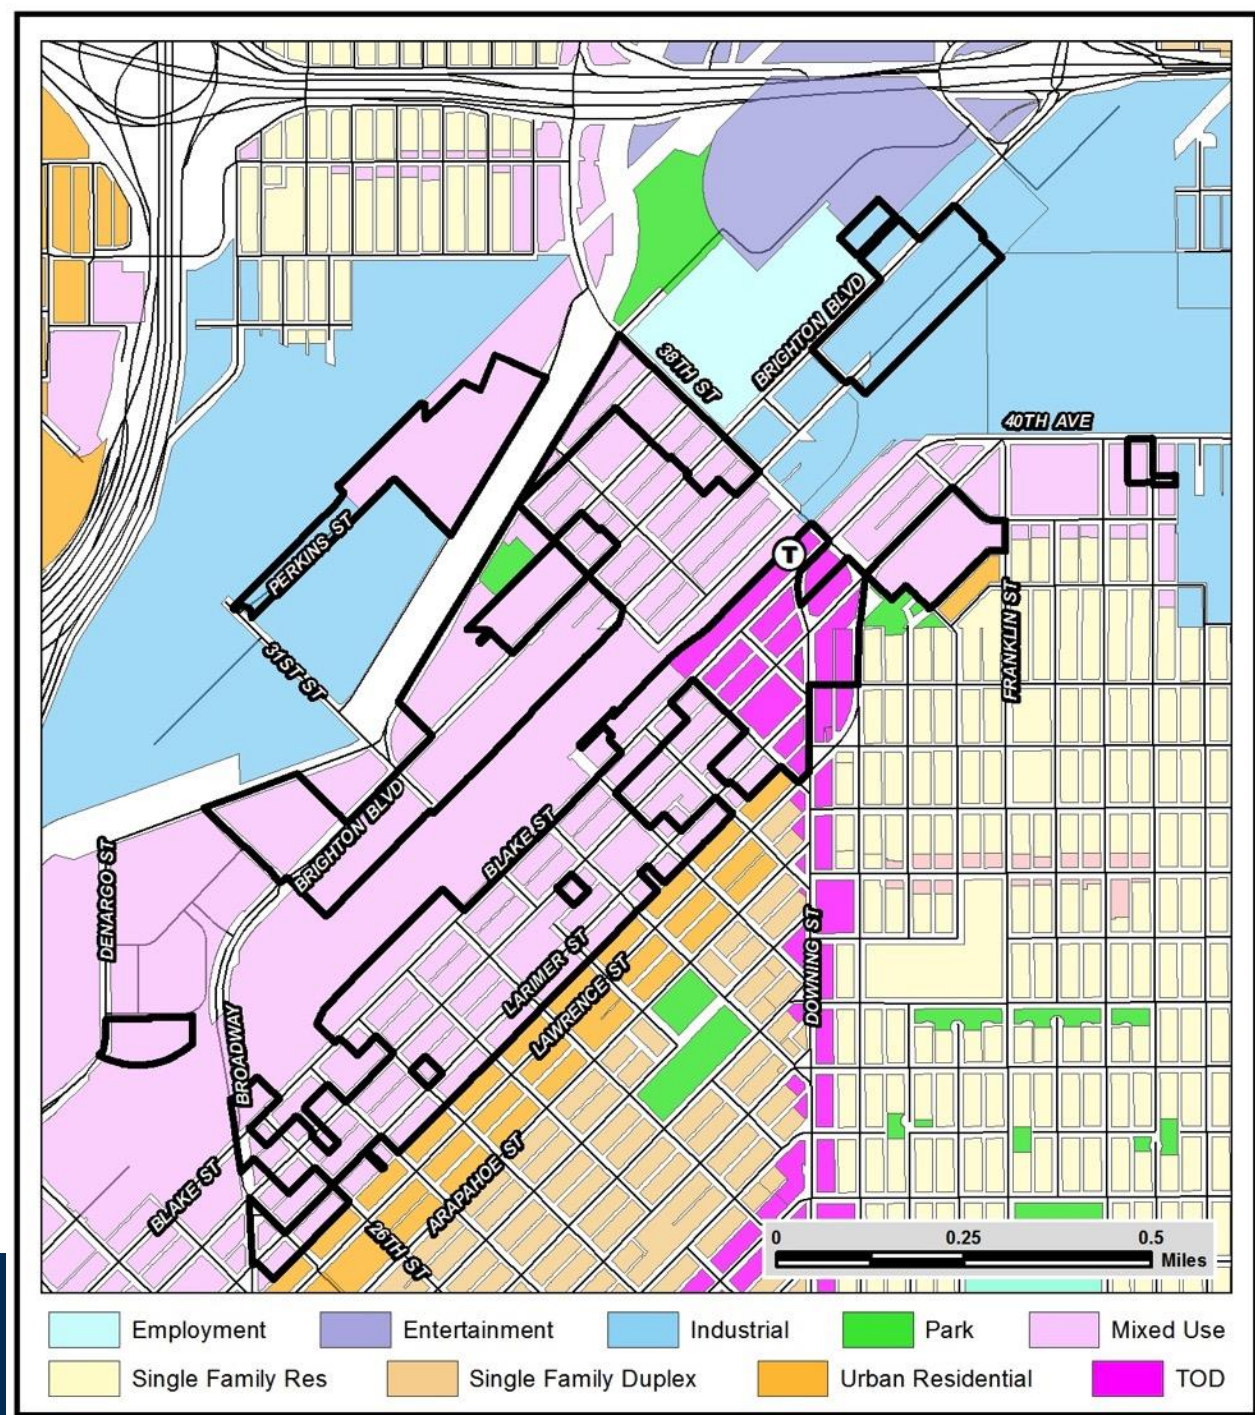 38TH ST
BRIGHTON BLVD
40TH AVE
PERKINS ST
T
31ST ST
FRANKLIN ST
BRIGHTON BLVD
BLAKE ST
DENARGO ST
LARIMER ST
LAWRENCE ST
DOWNING ST
BROADWAY
ARAPAHOE ST
BLAKE ST
26TH ST
0 0.25 0.5
Miles
Employment Entertainment Industrial Park Mixed Use
Single Family Res Single Family Duplex Urban Residential TOD